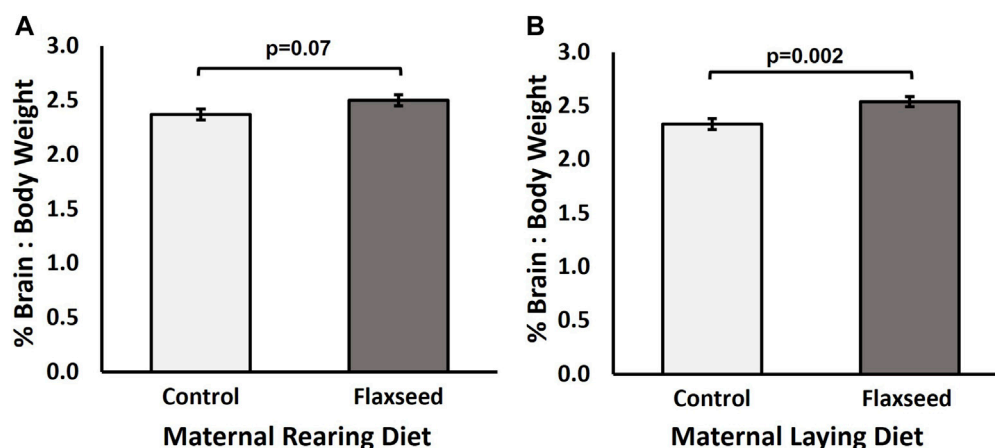 A
% Brain : Body Weight
3.0
2.5
2.0
1.5
1.0
0.5
0.0
p=0.07
Control Flaxseed
Maternal Rearing Diet
B
% Brain : Body Weight
3.0
2.5
2.0
1.5
1.0
0.5
0.0
p=0.002
Control Flaxseed
Maternal Laying Diet